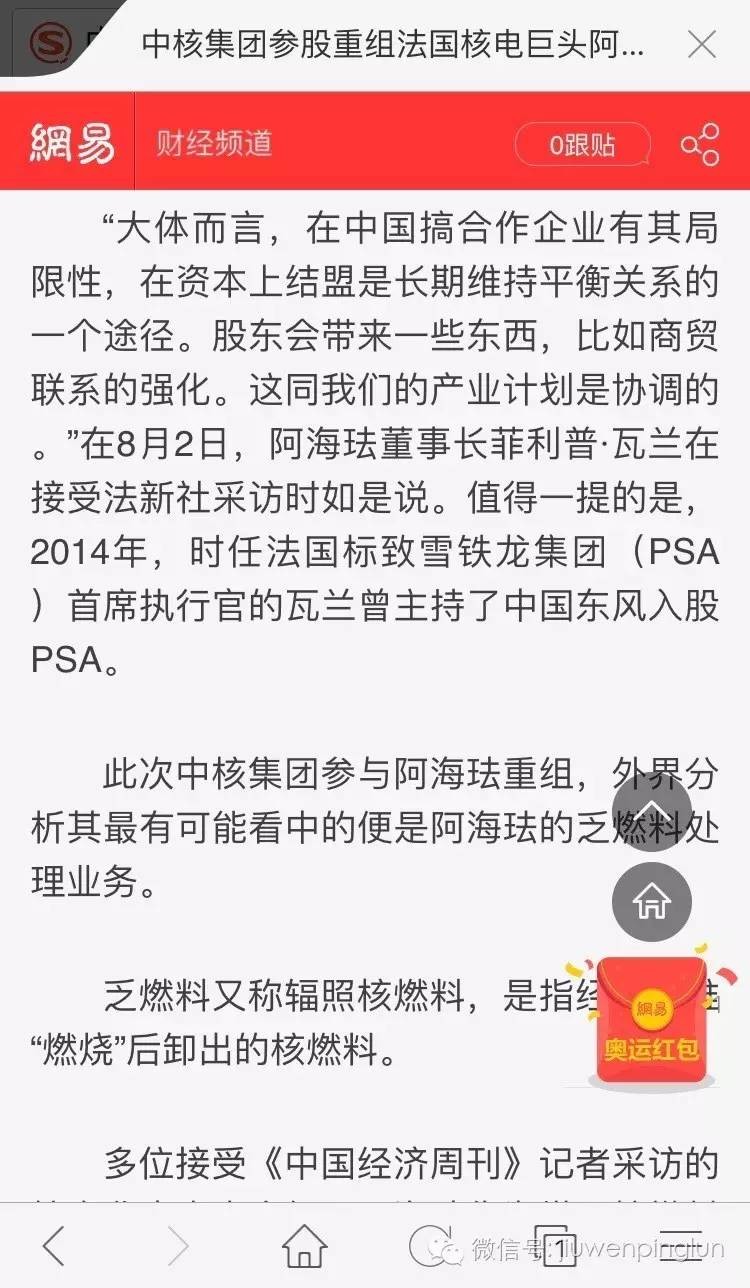 中核集团参股重组法国核电巨头阿...
網易
财经频道
0跟贴
“大体而言，在中国搞合作企业有其局
限性，在资本上结盟是长期维持平衡关系的
一个途径。股东会带来一些东西，比如商贸
联系的强化。这同我们的产业计划是协调的
。”在8月2日，阿海珐董事长菲利普·瓦兰在
接受法新社采访时如是说。值得一提的是，
2014年，时任法国标致雪铁龙集团（PSA
）首席执行官的瓦兰曾主持了中国东风入股
PSA。
此次中核集团参与阿海珐重组，外界分
析其最有可能看中的便是阿海珐的乏燃料处
理业务。
乏燃料又称辐照核燃料，是指经
“燃烧”后卸出的核燃料。
網易
奥运红包
多位接受《中国经济周刊》记者采访的
1
微信号: jiuwenpinglun